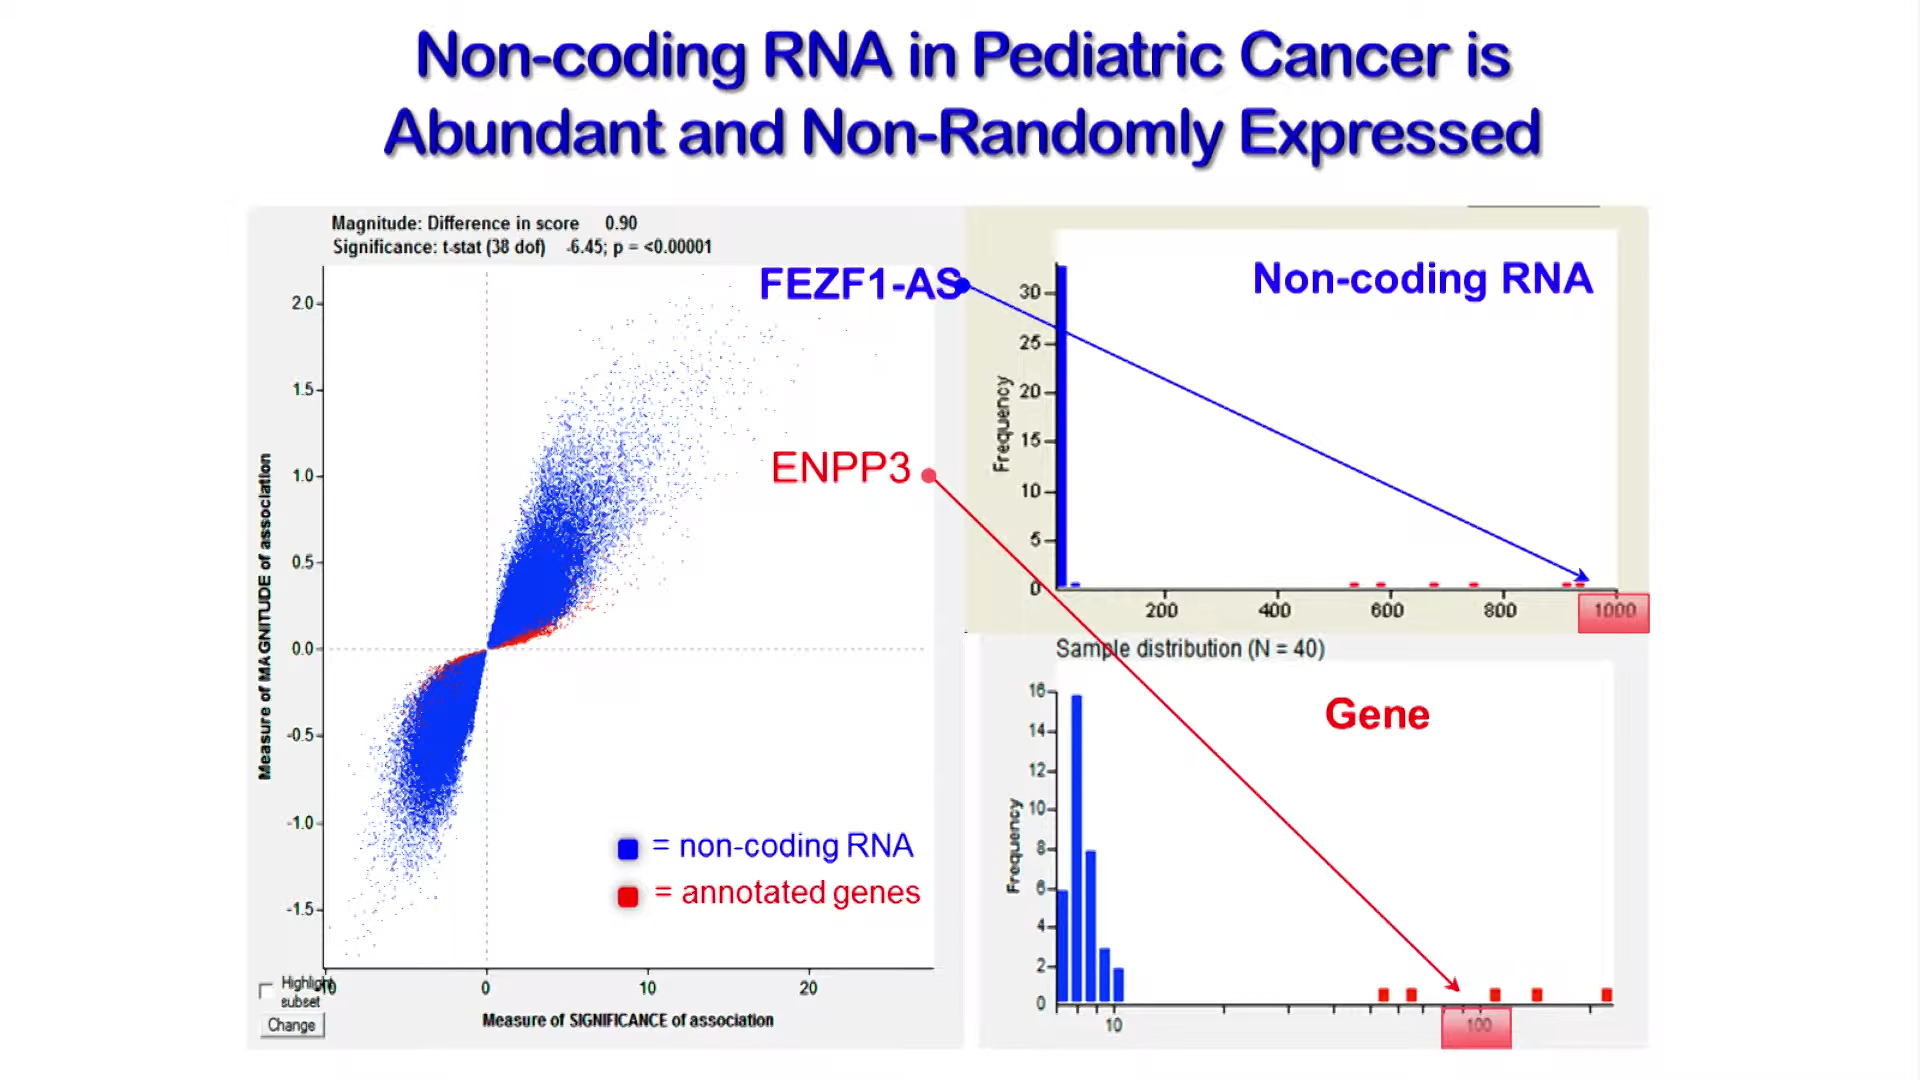 Non-coding RNA in Pediatric Cancer is
Abundant and Non-Randomly Expressed
Magnitude: Difference in score 0.90
Significance: t-stat (38 dof) -6.45; p = <0.00001
2.0
1.5
1.0
0.5
0.0
-0.5
-1.0
-1.5
Measure of MAGNITUDE of association
FEZF1-AS
ENPP3
= non-coding RNA
= annotated genes
-10
0
10
20
Highlight
subset
Change
Measure of SIGNIFICANCE of association
Non-coding RNA
30
25
20
15
10
5
0
Frequency
200
400
600
800
1000
Sample distribution (N = 40)
Gene
16
14
12
10
8
6
4
2
0
Frequency
10
100